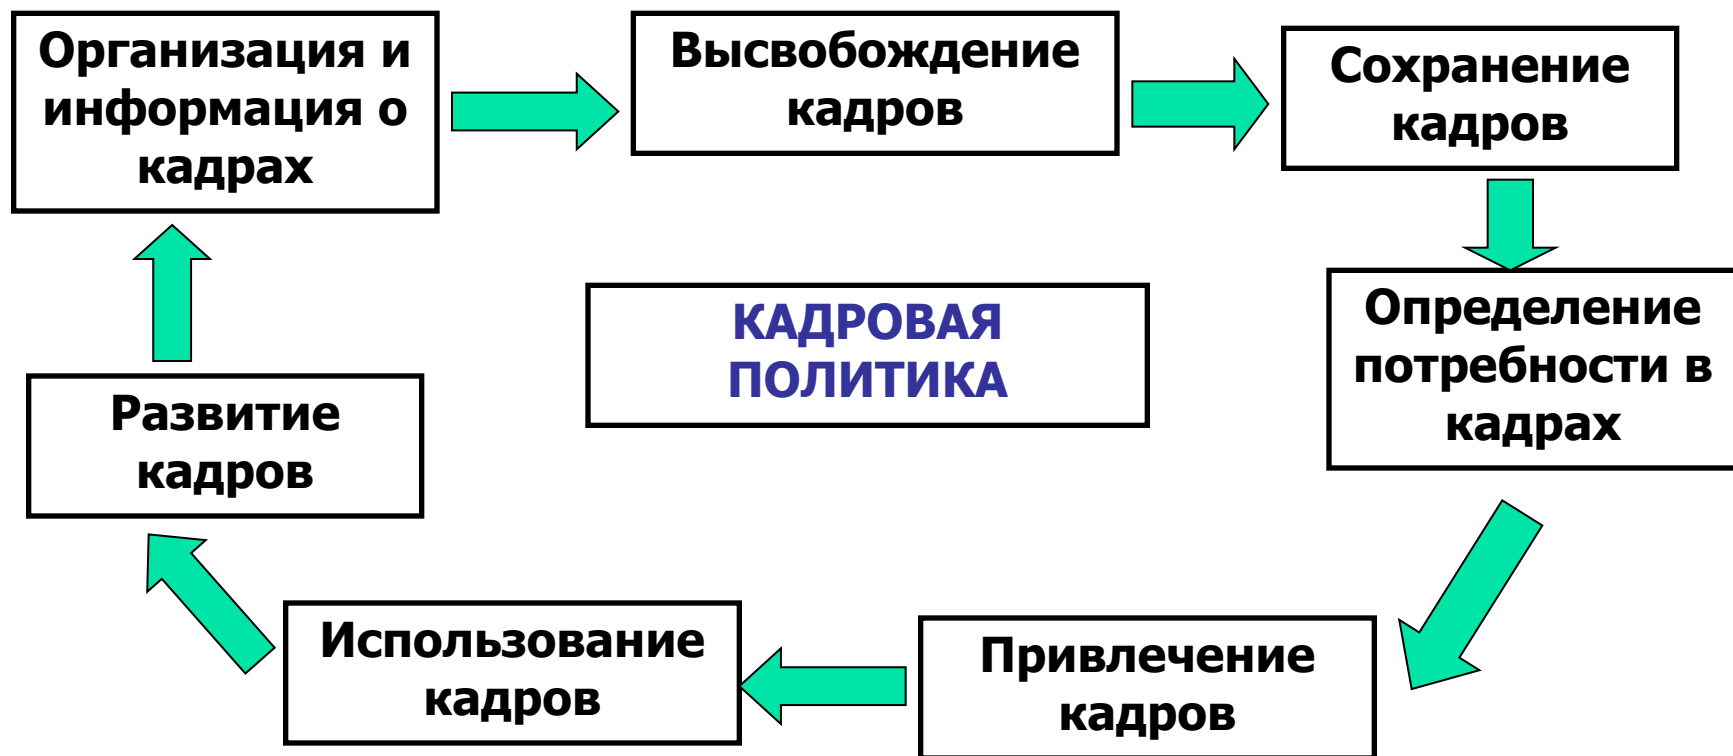 Организация и
информация о
кадрах
Высвобождение
кадров
Сохранение
кадров
КАДРОВАЯ
ПОЛИТИКА
Определение
потребности в
кадрах
Развитие
кадров
Использование
кадров
Привлечение
кадров